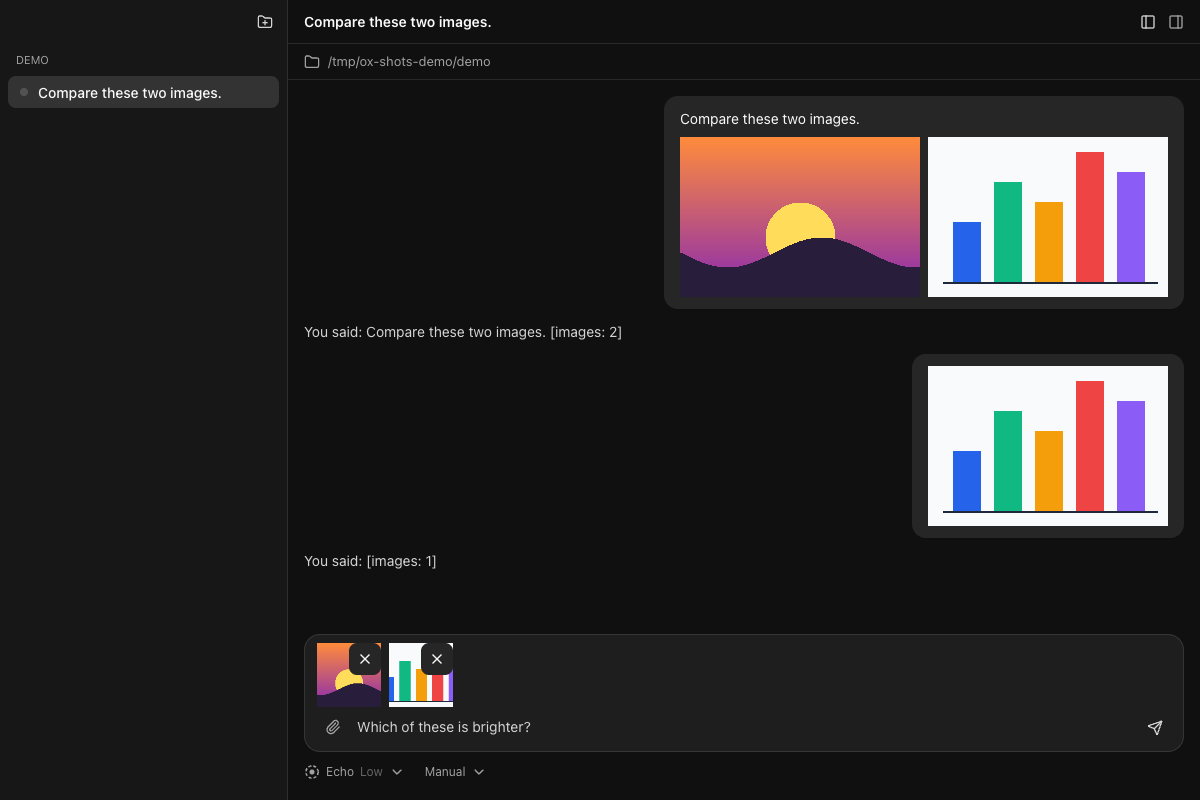 Compare these two images.
/tmp/ox-shots-demo/demo
DEMO
Compare these two images.
Compare these two images.
You said: Compare these two images. [images: 2]
You said: [images: 1]
Which of these is brighter?
Echo Low
Manual